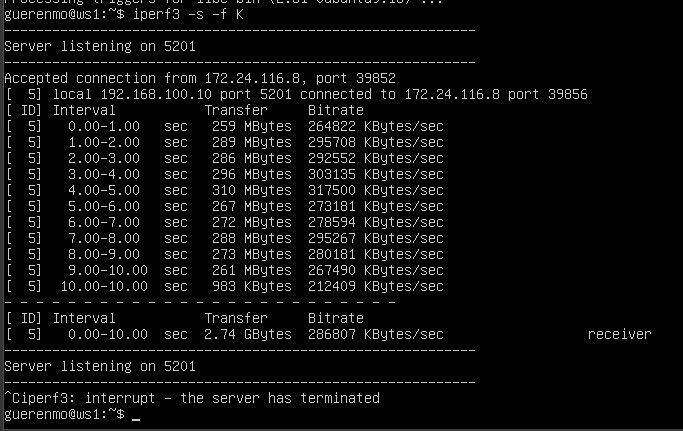 Processing triggers for libc-bin (2.31-0ubuntu9.16) ...
guerenmo@ws1:~$ iperf3 -s -f K
-----------------------------------------------------------
Server listening on 5201
-----------------------------------------------------------
Accepted connection from 172.24.116.8, port 39852
[  5] local 192.168.100.10 port 5201 connected to 172.24.116.8 port 39856
[ ID] Interval           Transfer     Bitrate
[  5]   0.00-1.00   sec   259 MBytes  264822 KBytes/sec
[  5]   1.00-2.00   sec   289 MBytes  295708 KBytes/sec
[  5]   2.00-3.00   sec   286 MBytes  292552 KBytes/sec
[  5]   3.00-4.00   sec   296 MBytes  303135 KBytes/sec
[  5]   4.00-5.00   sec   310 MBytes  317500 KBytes/sec
[  5]   5.00-6.00   sec   267 MBytes  273181 KBytes/sec
[  5]   6.00-7.00   sec   272 MBytes  278594 KBytes/sec
[  5]   7.00-8.00   sec   288 MBytes  295267 KBytes/sec
[  5]   8.00-9.00   sec   273 MBytes  280181 KBytes/sec
[  5]   9.00-10.00  sec   261 MBytes  267490 KBytes/sec
[  5]  10.00-10.00  sec   983 KBytes  212409 KBytes/sec
- - - - - - - - - - - - - - - - - - - - - - - - -
[ ID] Interval           Transfer     Bitrate
[  5]   0.00-10.00  sec  2.74 GBytes  286807 KBytes/sec                  receiver
-----------------------------------------------------------
Server listening on 5201
-----------------------------------------------------------
^Ciperf3: interrupt - the server has terminated
guerenmo@ws1:~$ _